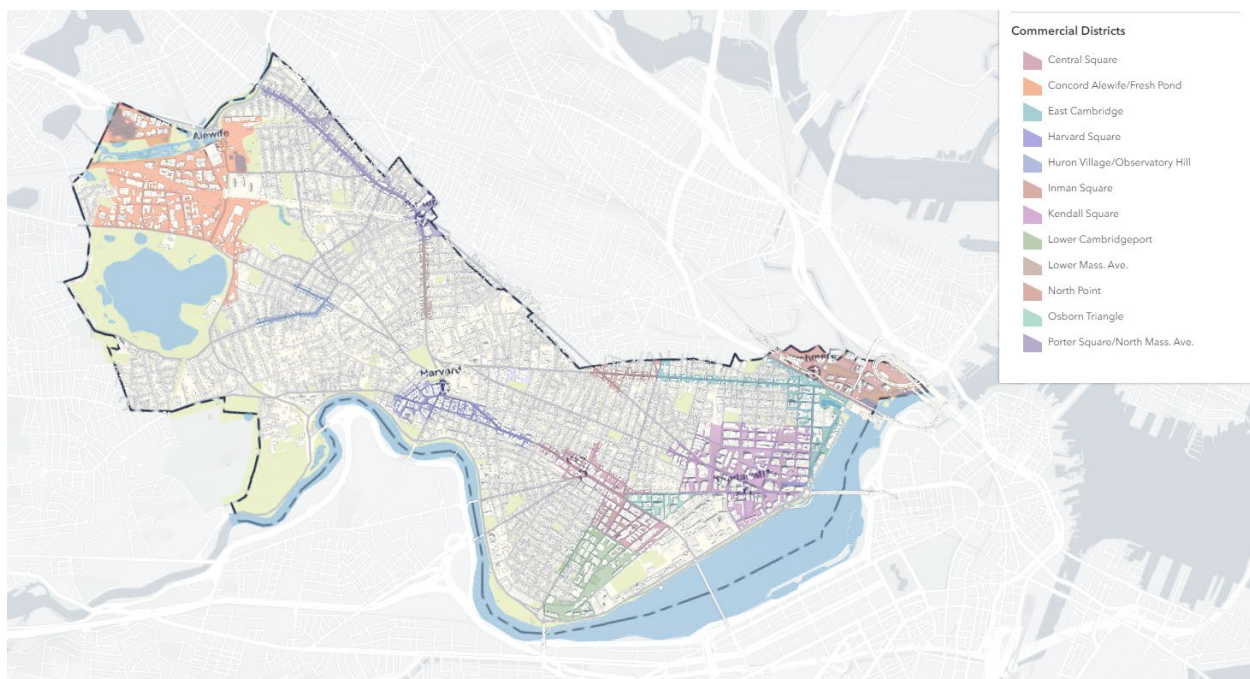 Commercial Districts
Central Square
Concord Alewife/Fresh Pond
East Cambridge
Harvard Square
Huron Village/Observatory Hill
Inman Square
Kendall Square
Lower Cambridgeport
Lower Mass. Ave.
North Point
Osborn Triangle
Porter Square/North Mass. Ave.
Alewife
Harvard